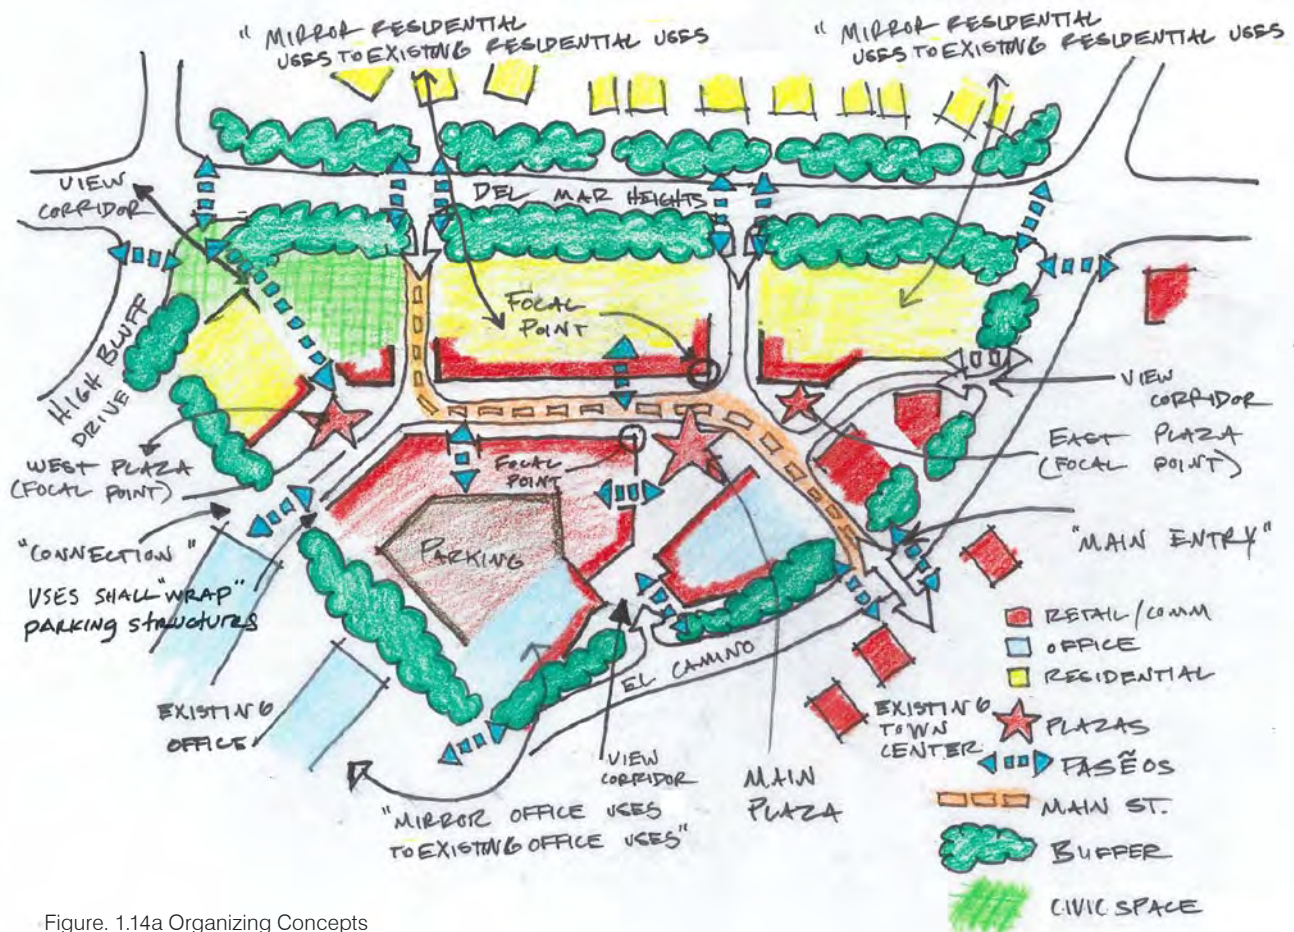 "MIRROR RESIDENTIAL
USES TO EXISTING RESIDENTIAL USES
"MIRROR RESIDENTIAL
USES TO EXISTING RESIDENTIAL USES
VIEW
CORRIDOR
DEL MAR HEIGHTS
FOCAL
POINT
HIGH BLUFF
DRIVE
VIEW
CORRIDOR
WEST PLAZA
(FOCAL POINT)
EAST PLAZA
(FOCAL POINT)
FOCAL
POINT
"CONNECTION"
"MAIN ENTRY"
PARKING
USES SHALL "WRAP"
PARKING STRUCTURES
RETAIL/COMM
OFFICE
RESIDENTIAL
PLAZAS
PASEOS
MAIN ST.
BUFFER
CIVIC SPACE
EL CAMINO
EXISTING
OFFICE
EXISTING
TOWN
CENTER
VIEW
CORRIDOR
MAIN
PLAZA
"MIRROR OFFICE USES
TO EXISTING OFFICE USES"
Figure. 1.14a Organizing Concepts